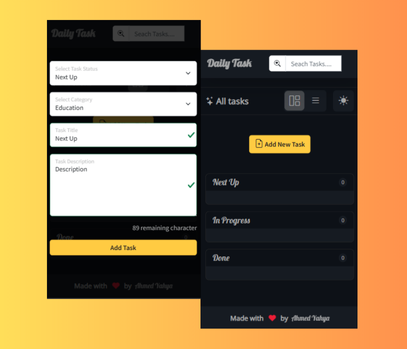 Daily Task
Seach Tasks....
Select Task Status
Next Up
Select Category
Education
Task Title
Next Up
Task Description
Description
89 remaining character
Done
Add Task
Made with by Ahmed Yahya
Daily Task
Seach Tasks....
All tasks
Add New Task
Next Up 0
In Progress 0
Done 0
Made with by Ahmed Yahya